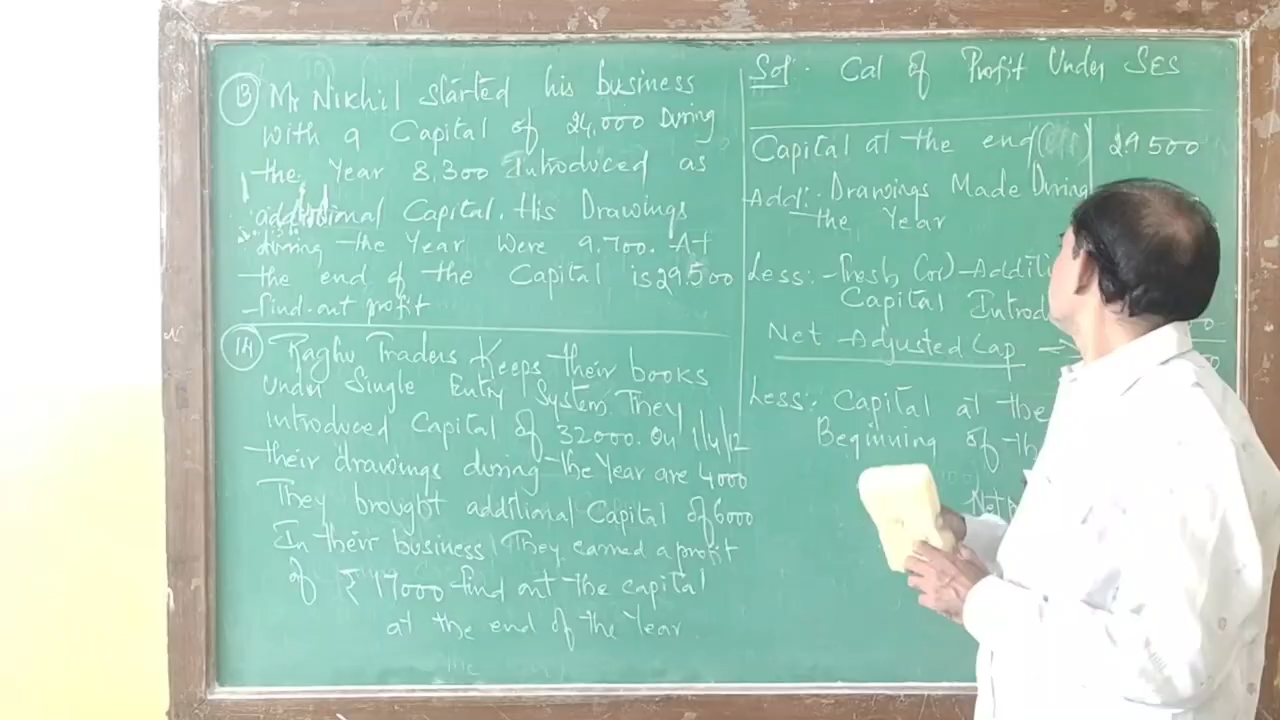 13 Mr Nikhil started his business
with a Capital of 24,000 During
the Year 8,300 Introduced as
additional Capital. His Drawings
during the Year Were 9,700. At
the end of the Capital is 29,500
find out profit
14 Raghu Traders Keeps their books
under Single Entry System. They
introduced Capital of 32000. On 1/4/12
their drawings during the Year are 4000
They brought additional Capital of 6000
In their business. They earned a profit
of ₹ 17000 find out the capital
at the end of the Year
Sol: Cal of Profit Under SES
Capital at the end 29500
Add: Drawings Made During
the Year
Less: Fresh (or)
Capital
Net Adjusted Cap
Less: Capital at the
Beginning of
Net